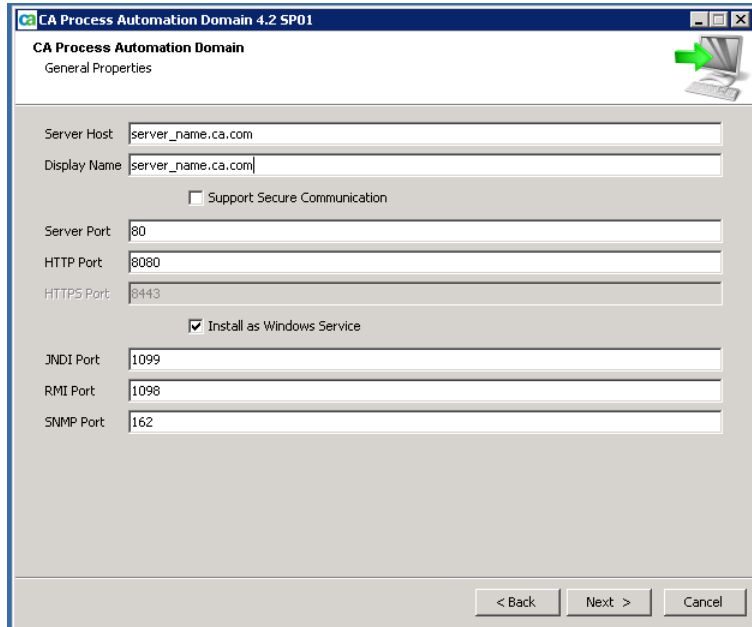 ca CA Process Automation Domain 4.2 SP01
CA Process Automation Domain
General Properties
Server Host server_name.ca.com
Display Name server_name.ca.com
Support Secure Communication
Server Port 80
HTTP Port 8080
HTTPS Port 8443
Install as Windows Service
JNDI Port 1099
RMI Port 1098
SNMP Port 162
< Back Next > Cancel